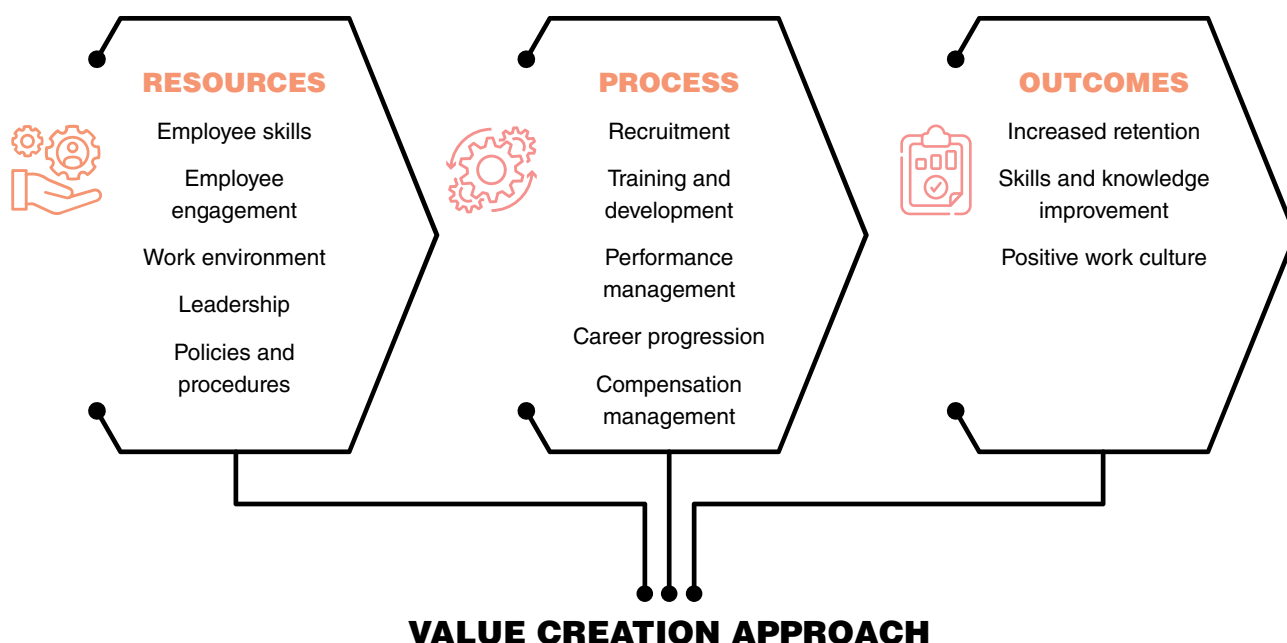 RESOURCES
Employee skills
Employee
engagement
Work environment
Leadership
Policies and
procedures
PROCESS
Recruitment
Training and
development
Performance
management
Career progression
Compensation
management
OUTCOMES
Increased retention
Skills and knowledge
improvement
Positive work culture
VALUE CREATION APPROACH